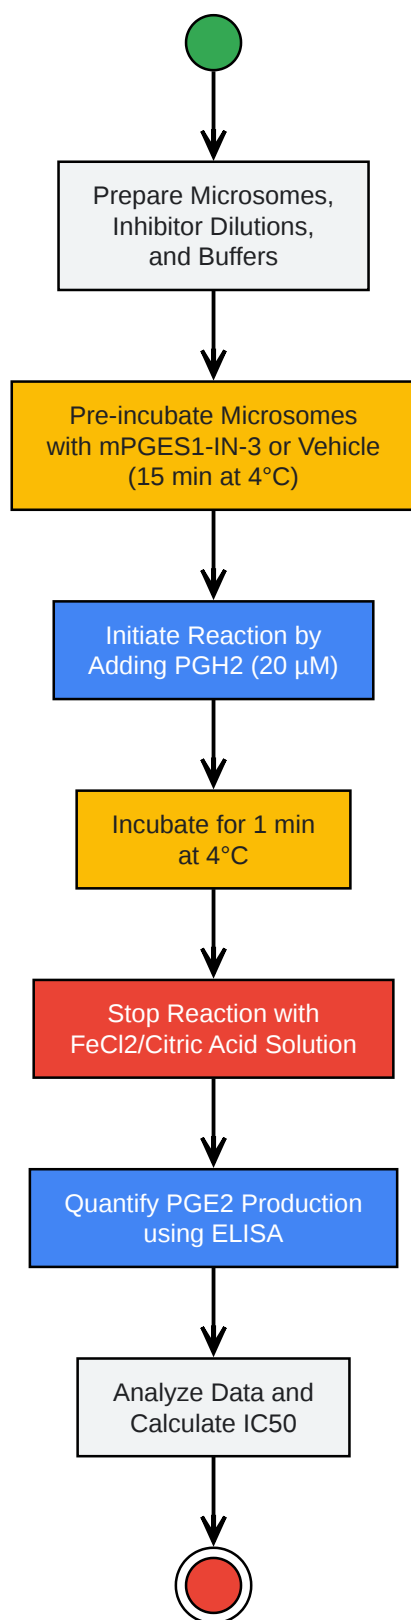 Prepare Microsomes,
Inhibitor Dilutions,
and Buffers
Pre-incubate Microsomes
with mPGES1-IN-3 or Vehicle
(15 min at 4°C)
Initiate Reaction by
Adding PGH2 (20 µM)
Incubate for 1 min
at 4°C
Stop Reaction with
FeCl2/Citric Acid Solution
Quantify PGE2 Production
using ELISA
Analyze Data and
Calculate IC50